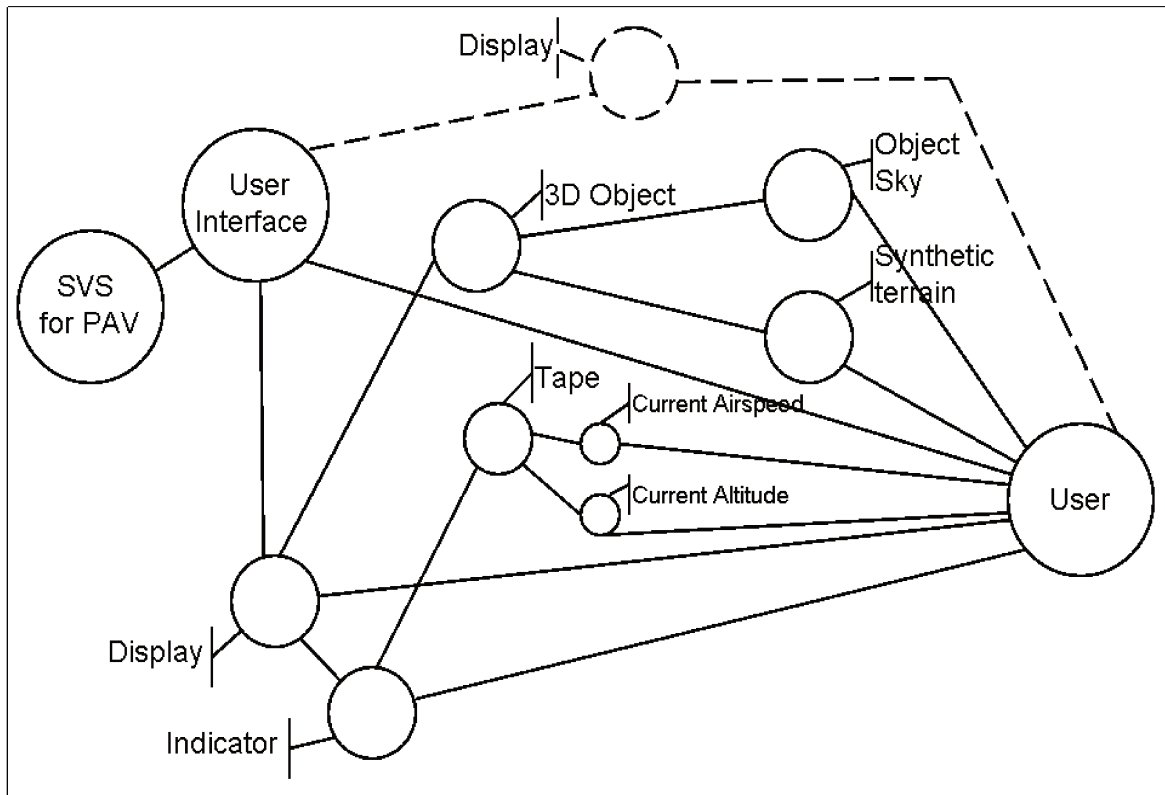 Display
User
Interface
3D Object
Object
Sky
SVS
for PAV
Synthetic
terrain
Tape
Current Airspeed
Current Altitude
User
Display
Indicator